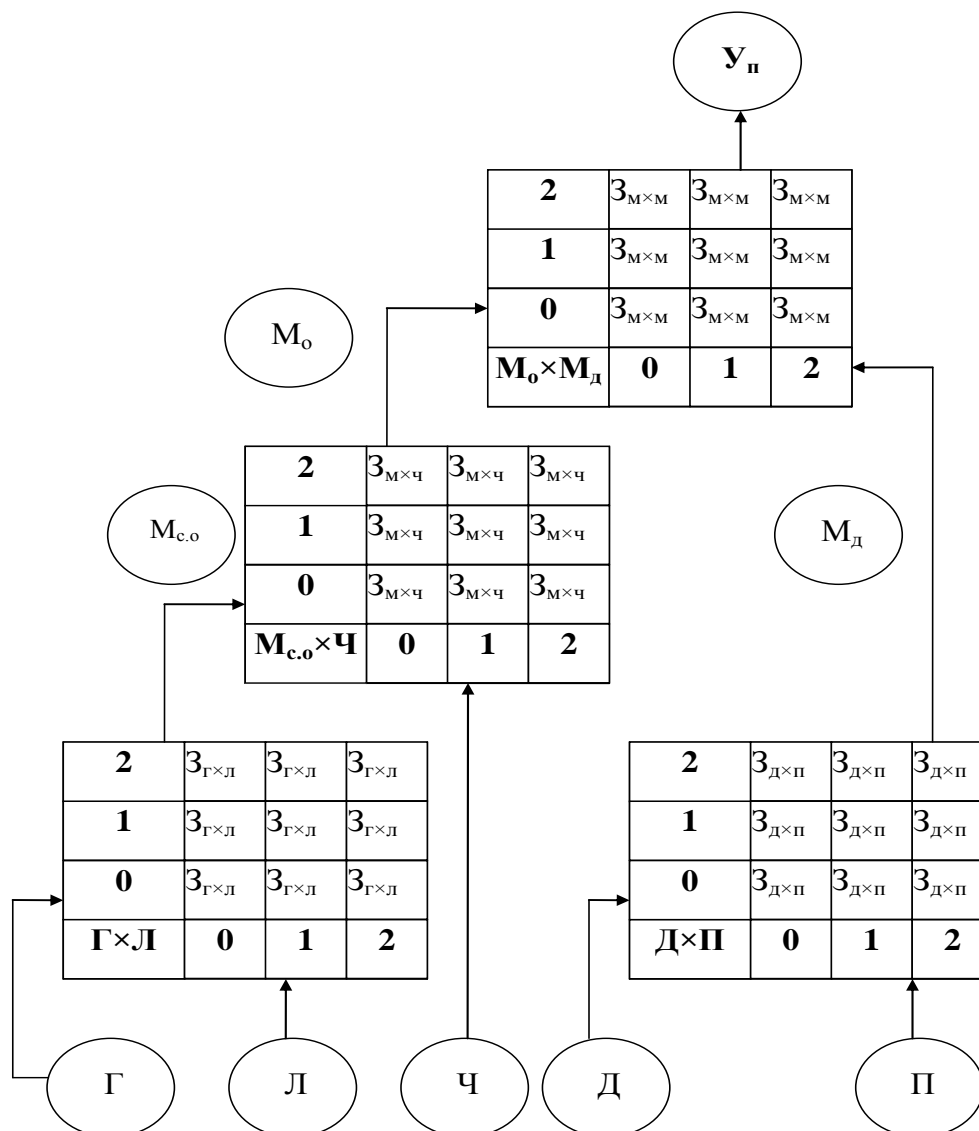 Уп
2 Зм×м Зм×м Зм×м
1 Зм×м Зм×м Зм×м
0 Зм×м Зм×м Зм×м
Мо×Мд 0 1 2
Мо
2 Зм×ч Зм×ч Зм×ч
1 Зм×ч Зм×ч Зм×ч
0 Зм×ч Зм×ч Зм×ч
Мс.о×Ч 0 1 2
Мс.о
Мд
2 Зг×л Зг×л Зг×л
1 Зг×л Зг×л Зг×л
0 Зг×л Зг×л Зг×л
Г×Л 0 1 2
2 Зд×п Зд×п Зд×п
1 Зд×п Зд×п Зд×п
0 Зд×п Зд×п Зд×п
Д×П 0 1 2
Г Л Ч Д П